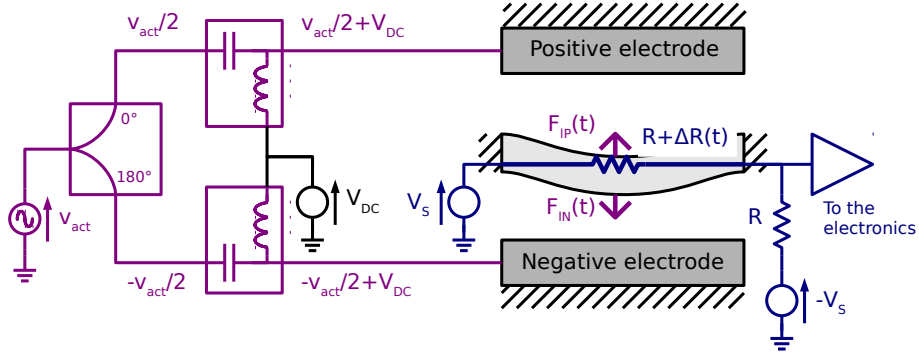 v_act/2
v_act/2+V_DC
Positive electrode
0°
180°
F_IP(t)
R+ΔR(t)
v_act
V_DC
V_S
F_IN(t)
R
To the
electronics
-v_act/2
-v_act/2+V_DC
Negative electrode
-V_S